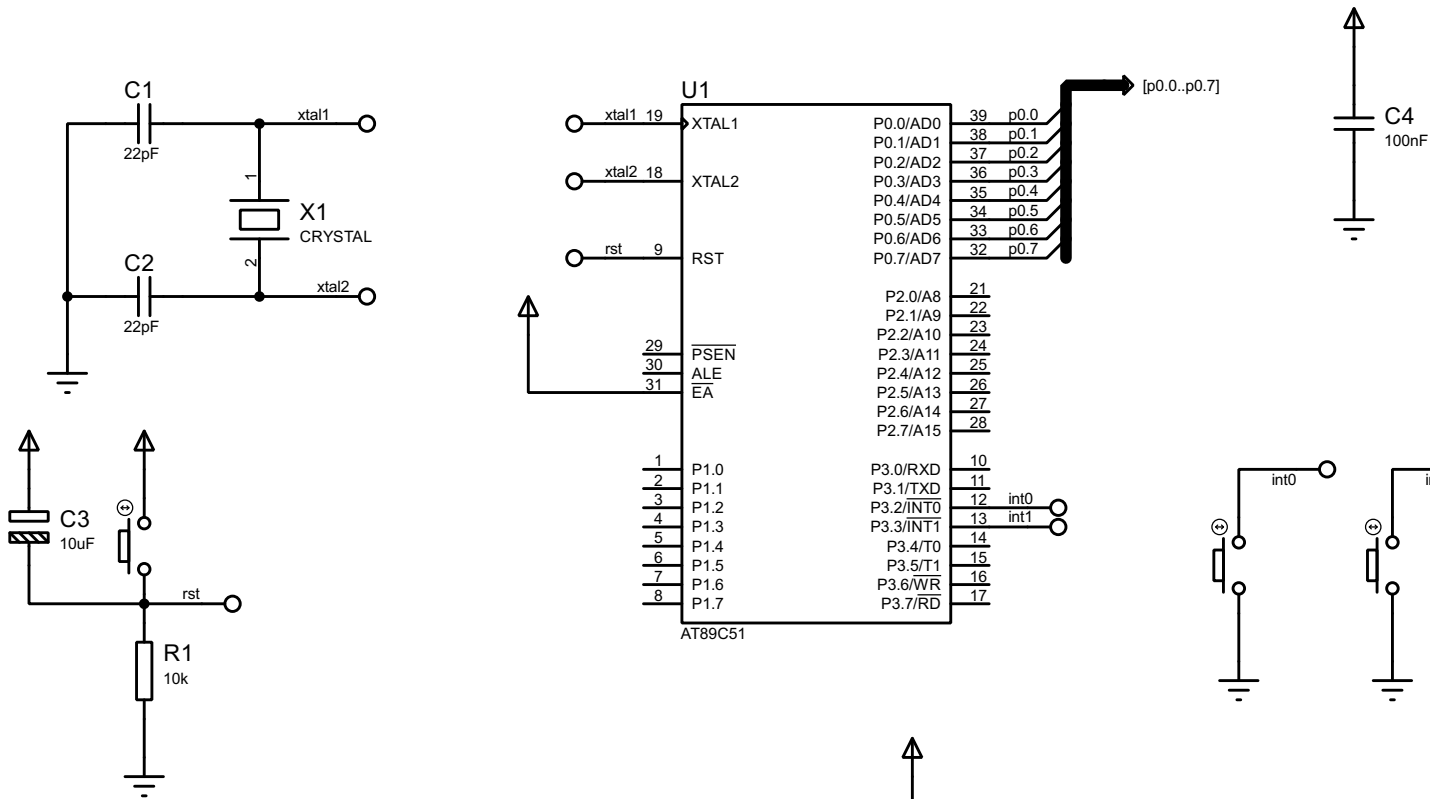 C1
22pF
xtal1
1
X1
CRYSTAL
2
C2
22pF
xtal2
C3
10uF
rst
R1
10k
U1
xtal1 19 XTAL1
xtal2 18 XTAL2
rst 9 RST
29 PSEN
30 ALE
31 EA
1 P1.0
2 P1.1
3 P1.2
4 P1.3
5 P1.4
6 P1.5
7 P1.6
8 P1.7
P0.0/AD0 39 p0.0
P0.1/AD1 38 p0.1
P0.2/AD2 37 p0.2
P0.3/AD3 36 p0.3
P0.4/AD4 35 p0.4
P0.5/AD5 34 p0.5
P0.6/AD6 33 p0.6
P0.7/AD7 32 p0.7
P2.0/A8 21
P2.1/A9 22
P2.2/A10 23
P2.3/A11 24
P2.4/A12 25
P2.5/A13 26
P2.6/A14 27
P2.7/A15 28
P3.0/RXD 10
P3.1/TXD 11
P3.2/INT0 12 int0
P3.3/INT1 13 int1
P3.4/T0 14
P3.5/T1 15
P3.6/WR 16
P3.7/RD 17
AT89C51
[p0.0..p0.7]
C4
100nF
int0